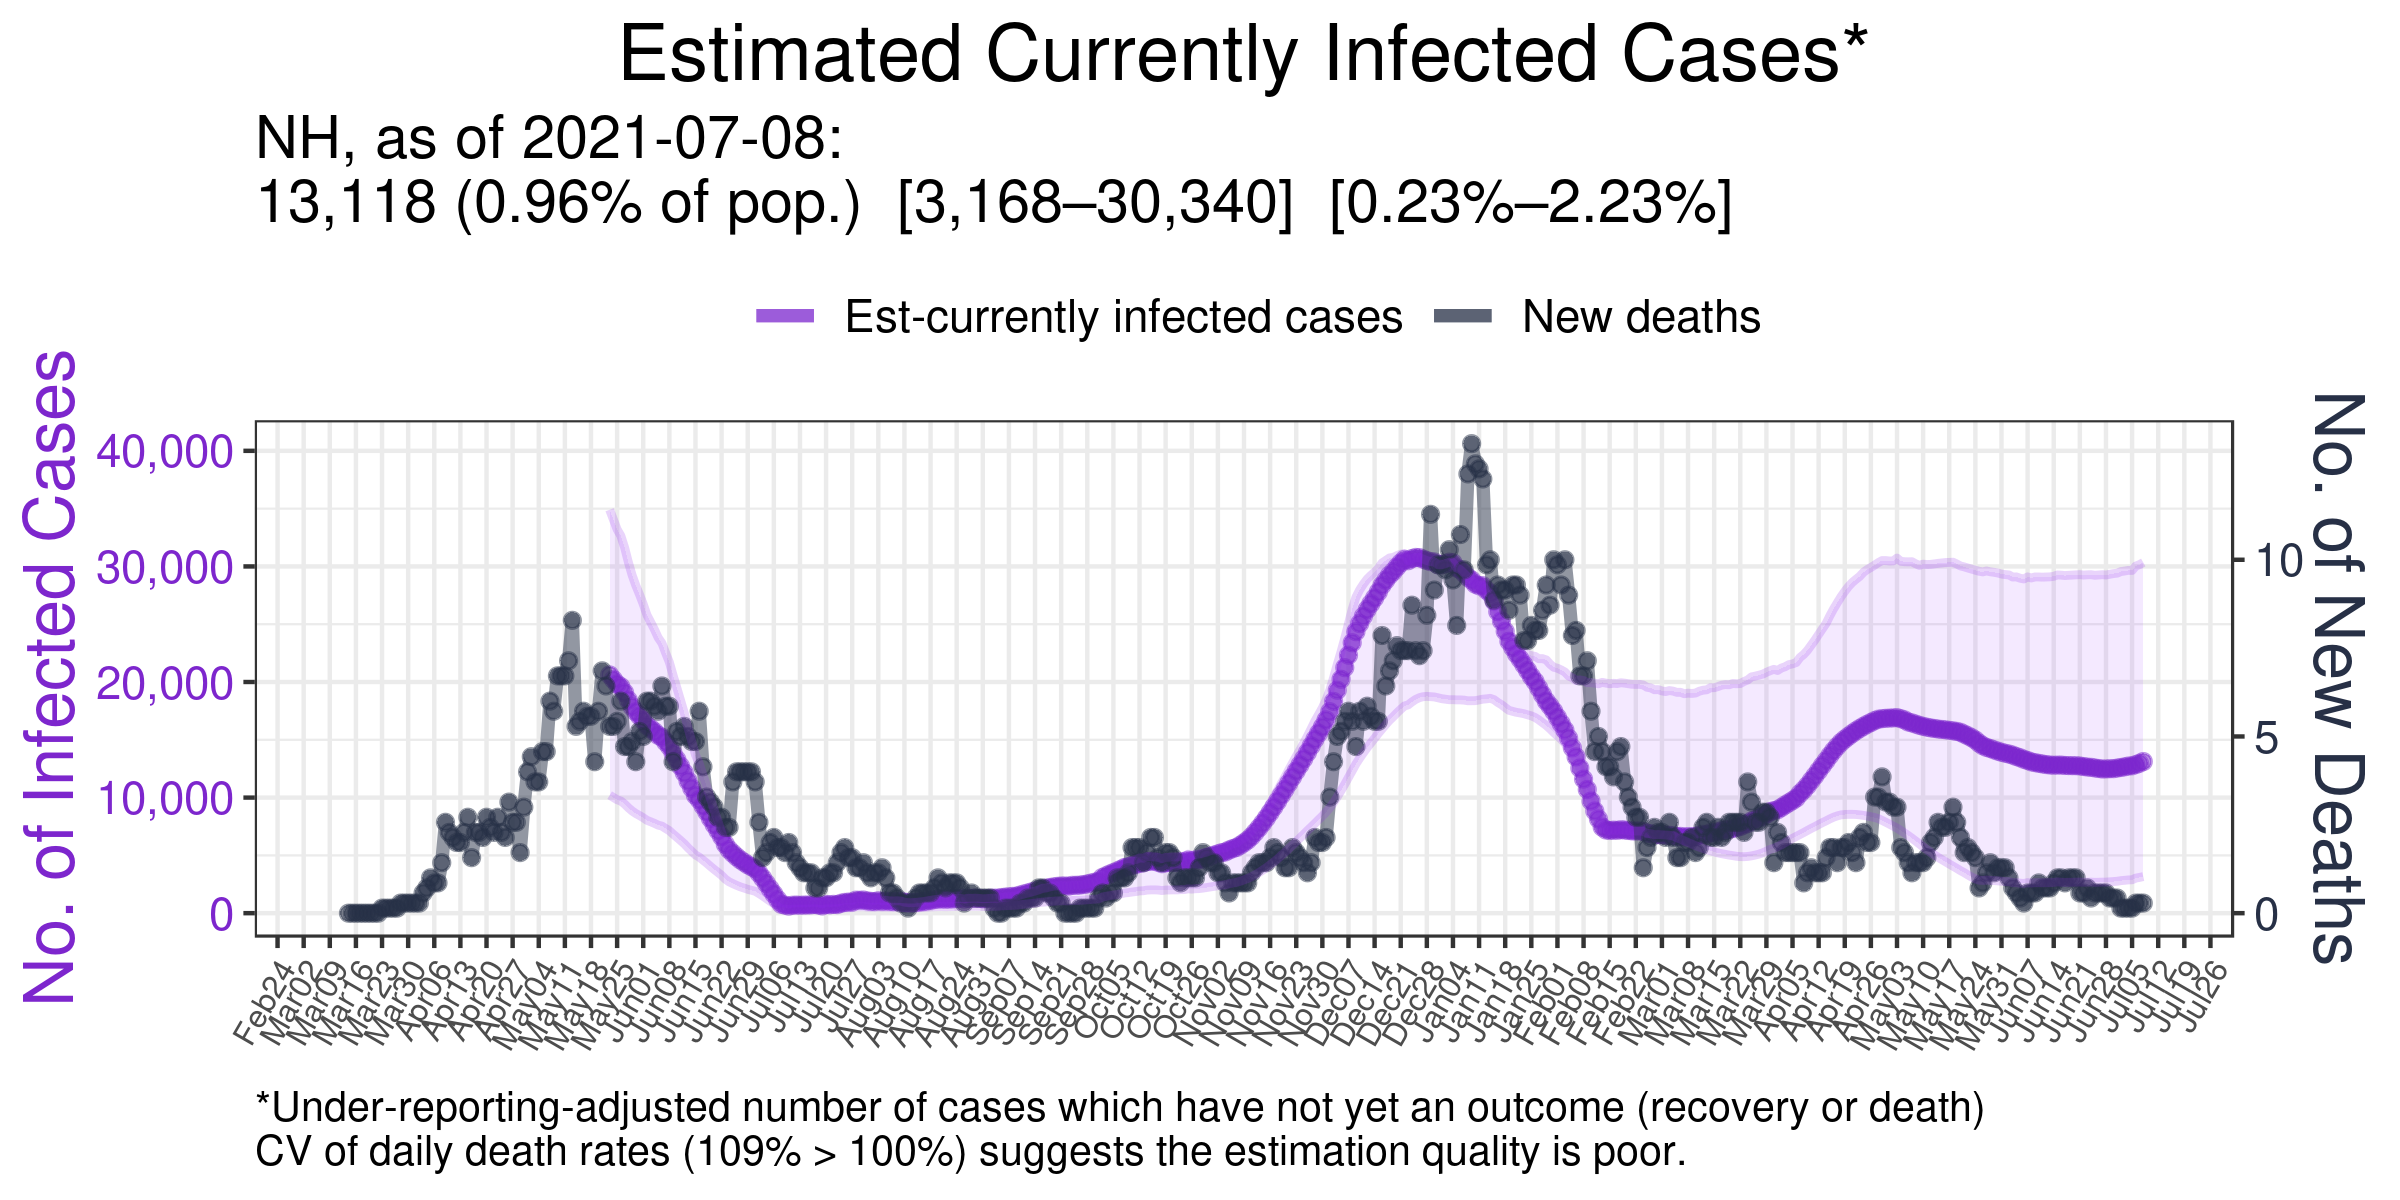 Estimated Currently Infected Cases*
NH, as of 2021-07-08:
13,118 (0.96% of pop.) [3,168–30,340] [0.23%–2.23%]
Est-currently infected cases
New deaths
No. of Infected Cases
40,000
30,000
20,000
10,000
0
10
5
0
No. of New Deaths
Feb24
Mar02
Mar09
Mar16
Mar23
Mar30
Apr06
Apr13
Apr20
Apr27
May04
May11
May18
May25
Jun01
Jun08
Jun15
Jun22
Jun29
Jul06
Jul13
Jul20
Jul27
Aug03
Aug10
Aug17
Aug24
Aug31
Sep07
Sep14
Sep21
Sep28
Oct05
Oct12
Oct19
Oct26
Nov02
Nov09
Nov16
Nov23
Nov30
Dec07
Dec14
Dec21
Dec28
Jan04
Jan11
Jan18
Jan25
Feb01
Feb08
Feb15
Feb22
Mar01
Mar08
Mar15
Mar22
Mar29
Apr05
Apr12
Apr19
Apr26
May03
May10
May17
May24
May31
Jun07
Jun14
Jun21
Jun28
Jul05
Jul12
Jul19
Jul26
*Under-reporting-adjusted number of cases which have not yet an outcome (recovery or death)
CV of daily death rates (109% > 100%) suggests the estimation quality is poor.